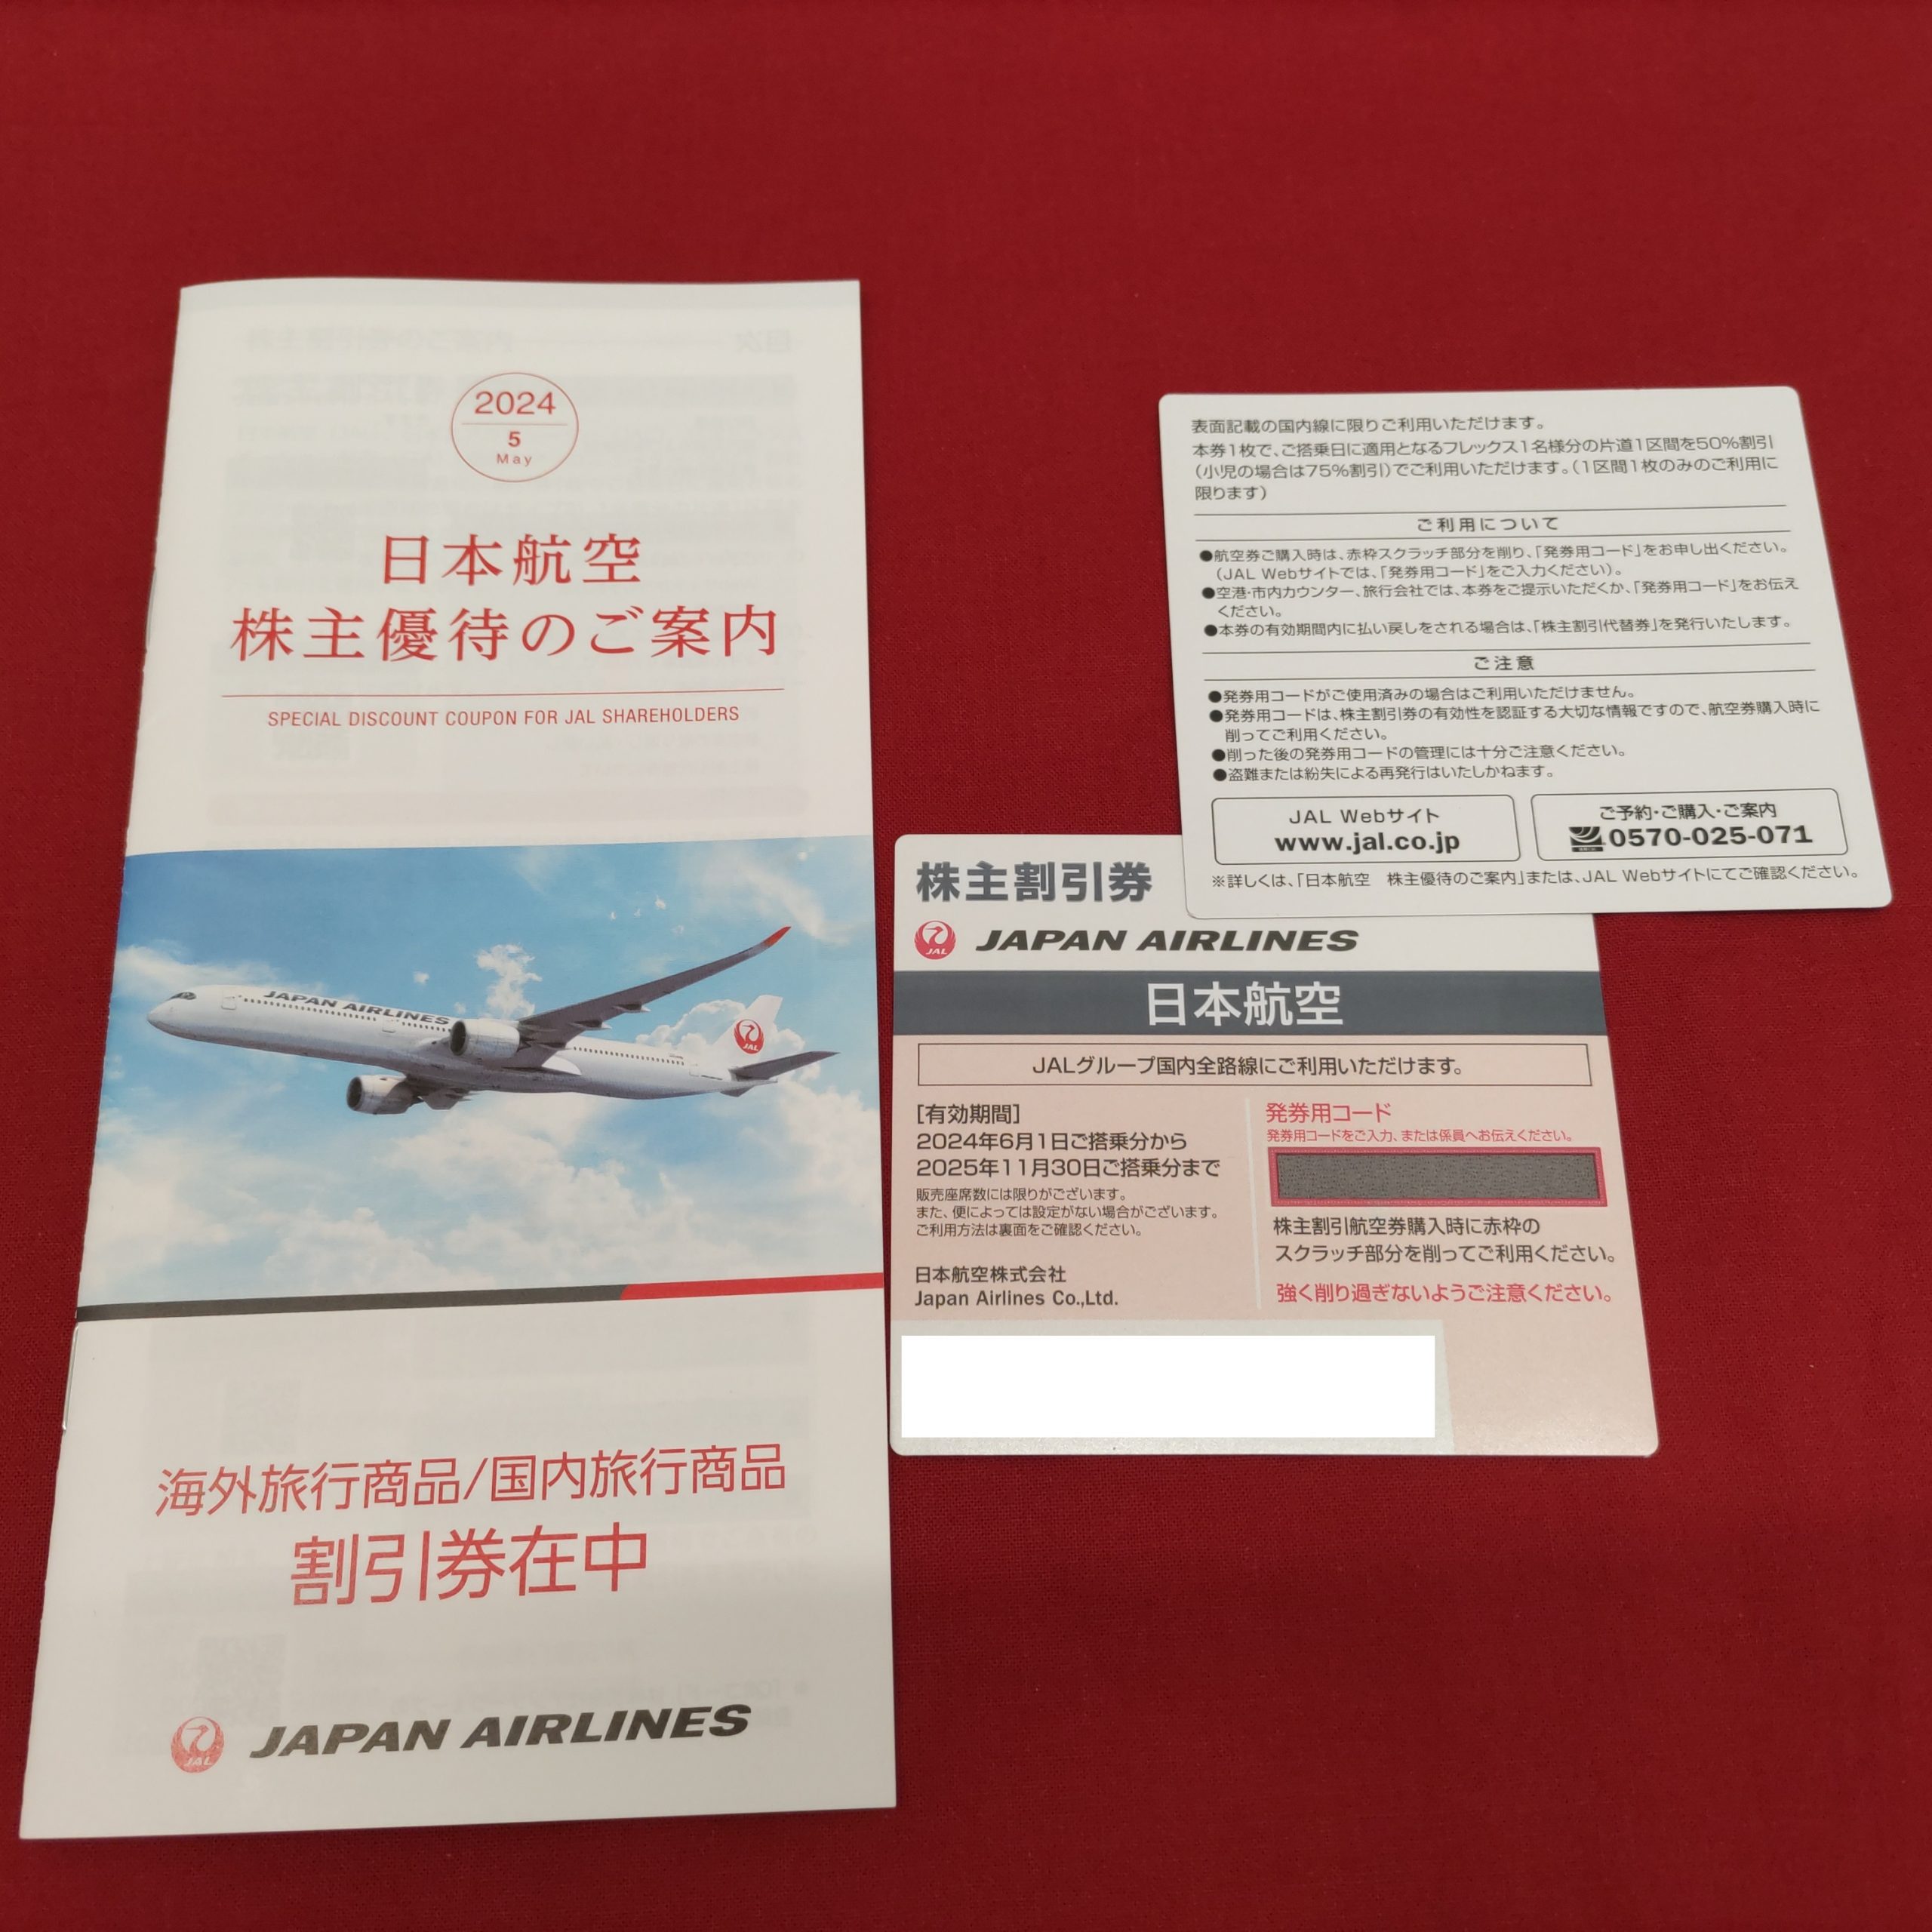 2024
5
May
日本航空
株主優待のご案内
SPECIAL DISCOUNT COUPON FOR JAL SHAREHOLDERS
JAPAN AIRLINES
JAL
海外旅行商品/国内旅行商品
割引券在中
JAL
JAPAN AIRLINES
表面記載の国内線に限りご利用いただけます。
本券1枚で、ご搭乗日に適用となるフレックス1名様分の片道1区間を50%割引
(小児の場合は75%割引)でご利用いただけます。(1区間1枚のみのご利用に
限ります)
ご利用について
●航空券ご購入時は、赤枠スクラッチ部分を削り、「発券用コード」をお申し出ください。
(JAL Webサイトでは、「発券用コード」をご入力ください)。
●空港・市内カウンター、旅行会社では、本券をご提示いただくか、「発券用コード」をお伝え
ください。
●本券の有効期間内に払い戻しをされる場合は、「株主割引代替券」を発行いたします。
ご注意
●発券用コードがご使用済みの場合はご利用いただけません。
●発券用コードは、株主割引券の有効性を認証する大切な情報ですので、航空券購入時に
削ってご利用ください。
●削った後の発券用コードの管理には十分ご注意ください。
●盗難または紛失による再発行はいたしかねます。
JAL Webサイト
www.jal.co.jp
ご予約・ご購入・ご案内
0570-025-071
※詳しくは、「日本航空 株主優待のご案内」または、JAL Webサイトにてご確認ください。
株主割引券
JAL
JAPAN AIRLINES
日本航空
JALグループ国内全路線にご利用いただけます。
[有効期間]
2024年6月1日ご搭乗分から
2025年11月30日ご搭乗分まで
販売座席数には限りがございます。
また、便によっては設定がない場合がございます。
ご利用方法は裏面をご確認ください。
日本航空株式会社
Japan Airlines Co.,Ltd.
発券用コード
発券用コードをご入力、または係員へお伝えください。
株主割引航空券購入時に赤枠の
スクラッチ部分を削ってご利用ください。
強く削り過ぎないようご注意ください。